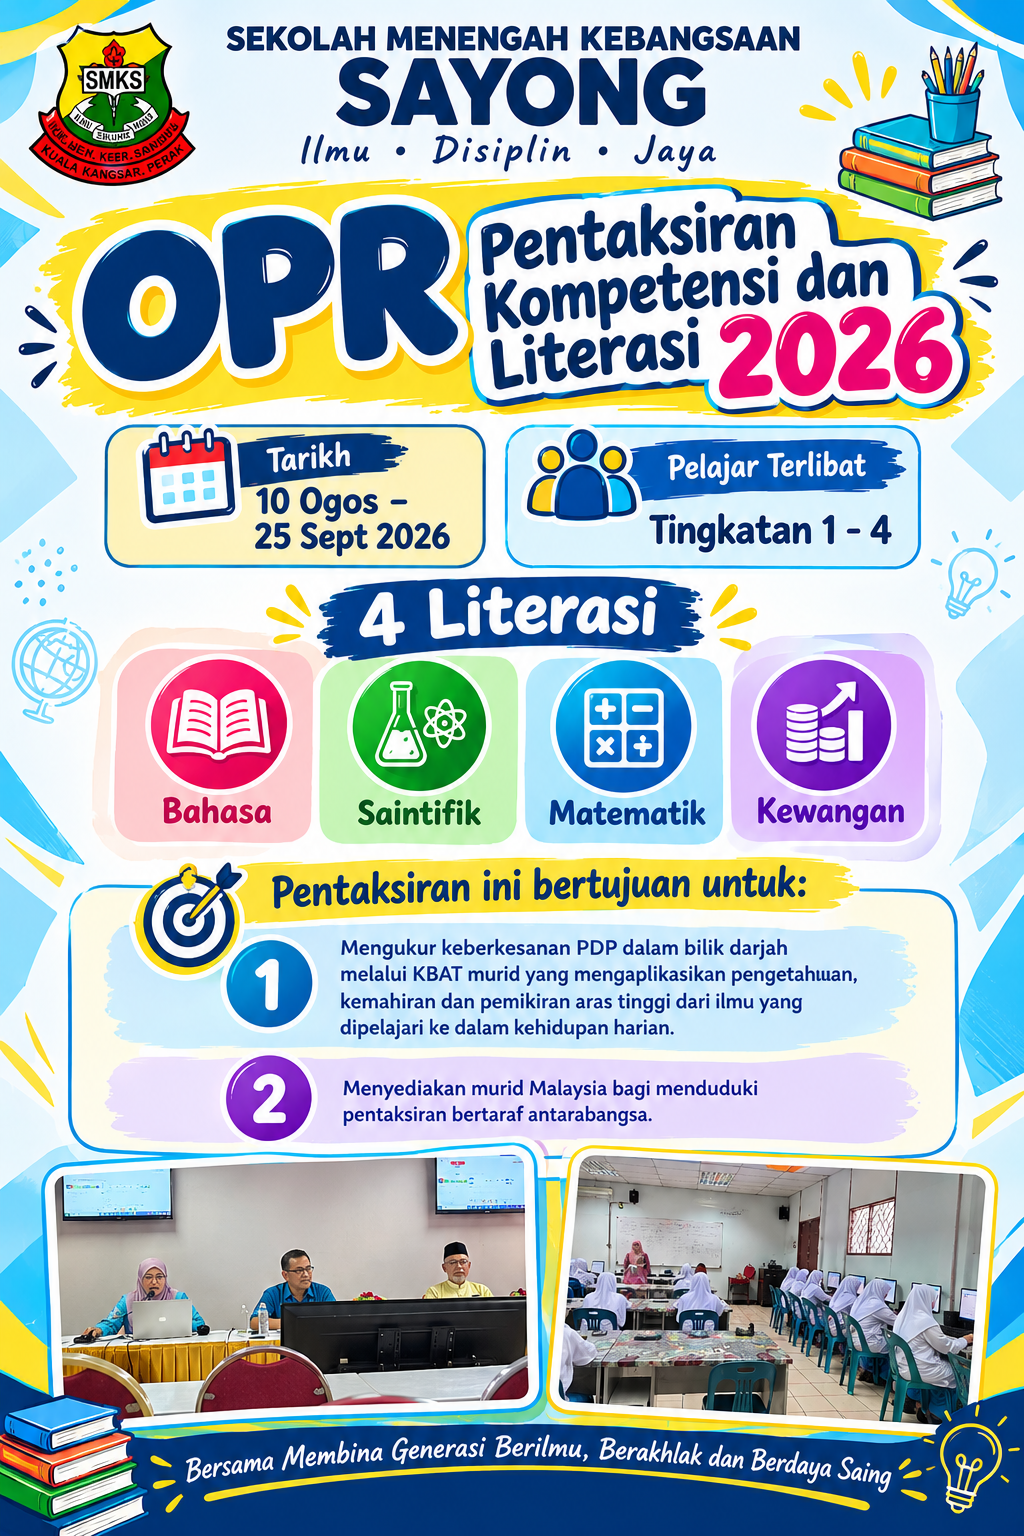 SEKOLAH MENENGAH KEBANGSAAN
SAYONG
Ilmu • Disiplin • Jaya
SMKS
KUALA KANGSAR. PERAK
OPR
Pentaksiran
Kompetensi dan
Literasi 2026
Tarikh
10 Ogos –
25 Sept 2026
Pelajar Terlibat
Tingkatan 1 - 4
4 Literasi
Bahasa
Saintifik
Matematik
Kewangan
Pentaksiran ini bertujuan untuk:
1
Mengukur keberkesanan PDP dalam bilik darjah
melalui KBAT murid yang mengaplikasikan pengetahuan,
kemahiran dan pemikiran aras tinggi dari ilmu yang
dipelajari ke dalam kehidupan harian.
2
Menyediakan murid Malaysia bagi menduduki
pentaksiran bertaraf antarabangsa.
Bersama Membina Generasi Berilmu, Berakhlak dan Berdaya Saing